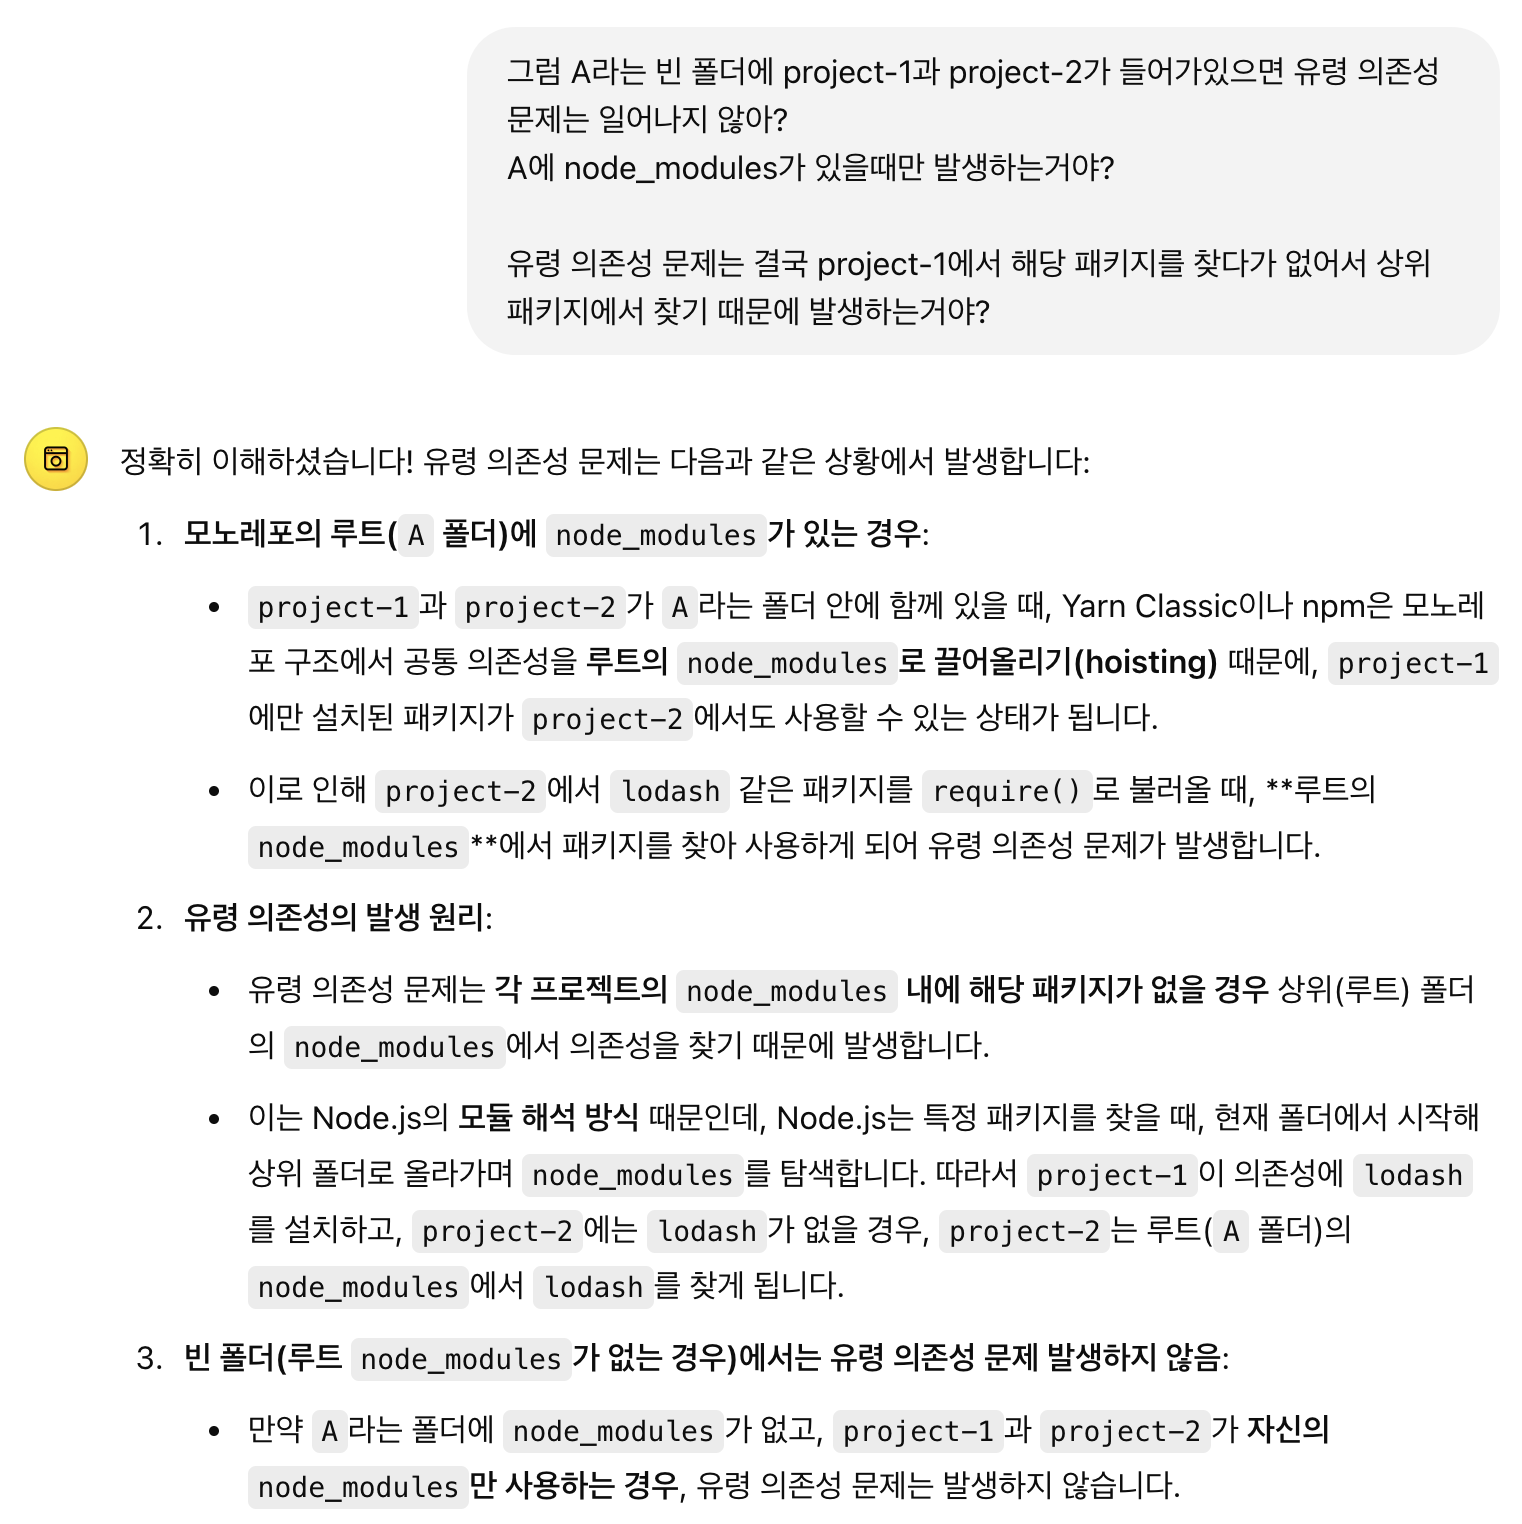 그럼 A라는 빈 폴더에 project-1과 project-2가 들어가있으면 유령 의존성
문제는 일어나지 않아?
A에 node_modules가 있을때만 발생하는거야?
유령 의존성 문제는 결국 project-1에서 해당 패키지를 찾다가 없어서 상위
패키지에서 찾기 때문에 발생하는거야?
정확히 이해하셨습니다! 유령 의존성 문제는 다음과 같은 상황에서 발생합니다:
1. 모노레포의 루트(A 폴더)에 node_modules가 있는 경우:
• project-1과 project-2가 A라는 폴더 안에 함께 있을 때, Yarn Classic이나 npm은 모노레
포 구조에서 공통 의존성을 루트의 node_modules로 끌어올리기(hoisting) 때문에, project-1
에만 설치된 패키지가 project-2에서도 사용할 수 있는 상태가 됩니다.
• 이로 인해 project-2에서 lodash 같은 패키지를 require()로 불러올 때, **루트의
node_modules**에서 패키지를 찾아 사용하게 되어 유령 의존성 문제가 발생합니다.
2. 유령 의존성의 발생 원리:
• 유령 의존성 문제는 각 프로젝트의 node_modules 내에 해당 패키지가 없을 경우 상위(루트) 폴더
의 node_modules에서 의존성을 찾기 때문에 발생합니다.
• 이는 Node.js의 모듈 해석 방식 때문인데, Node.js는 특정 패키지를 찾을 때, 현재 폴더에서 시작해
상위 폴더로 올라가며 node_modules를 탐색합니다. 따라서 project-1이 의존성에 lodash
를 설치하고, project-2에는 lodash가 없을 경우, project-2는 루트(A 폴더)의
node_modules에서 lodash를 찾게 됩니다.
3. 빈 폴더(루트 node_modules가 없는 경우)에서는 유령 의존성 문제 발생하지 않음:
• 만약 A라는 폴더에 node_modules가 없고, project-1과 project-2가 자신의
node_modules만 사용하는 경우, 유령 의존성 문제는 발생하지 않습니다.